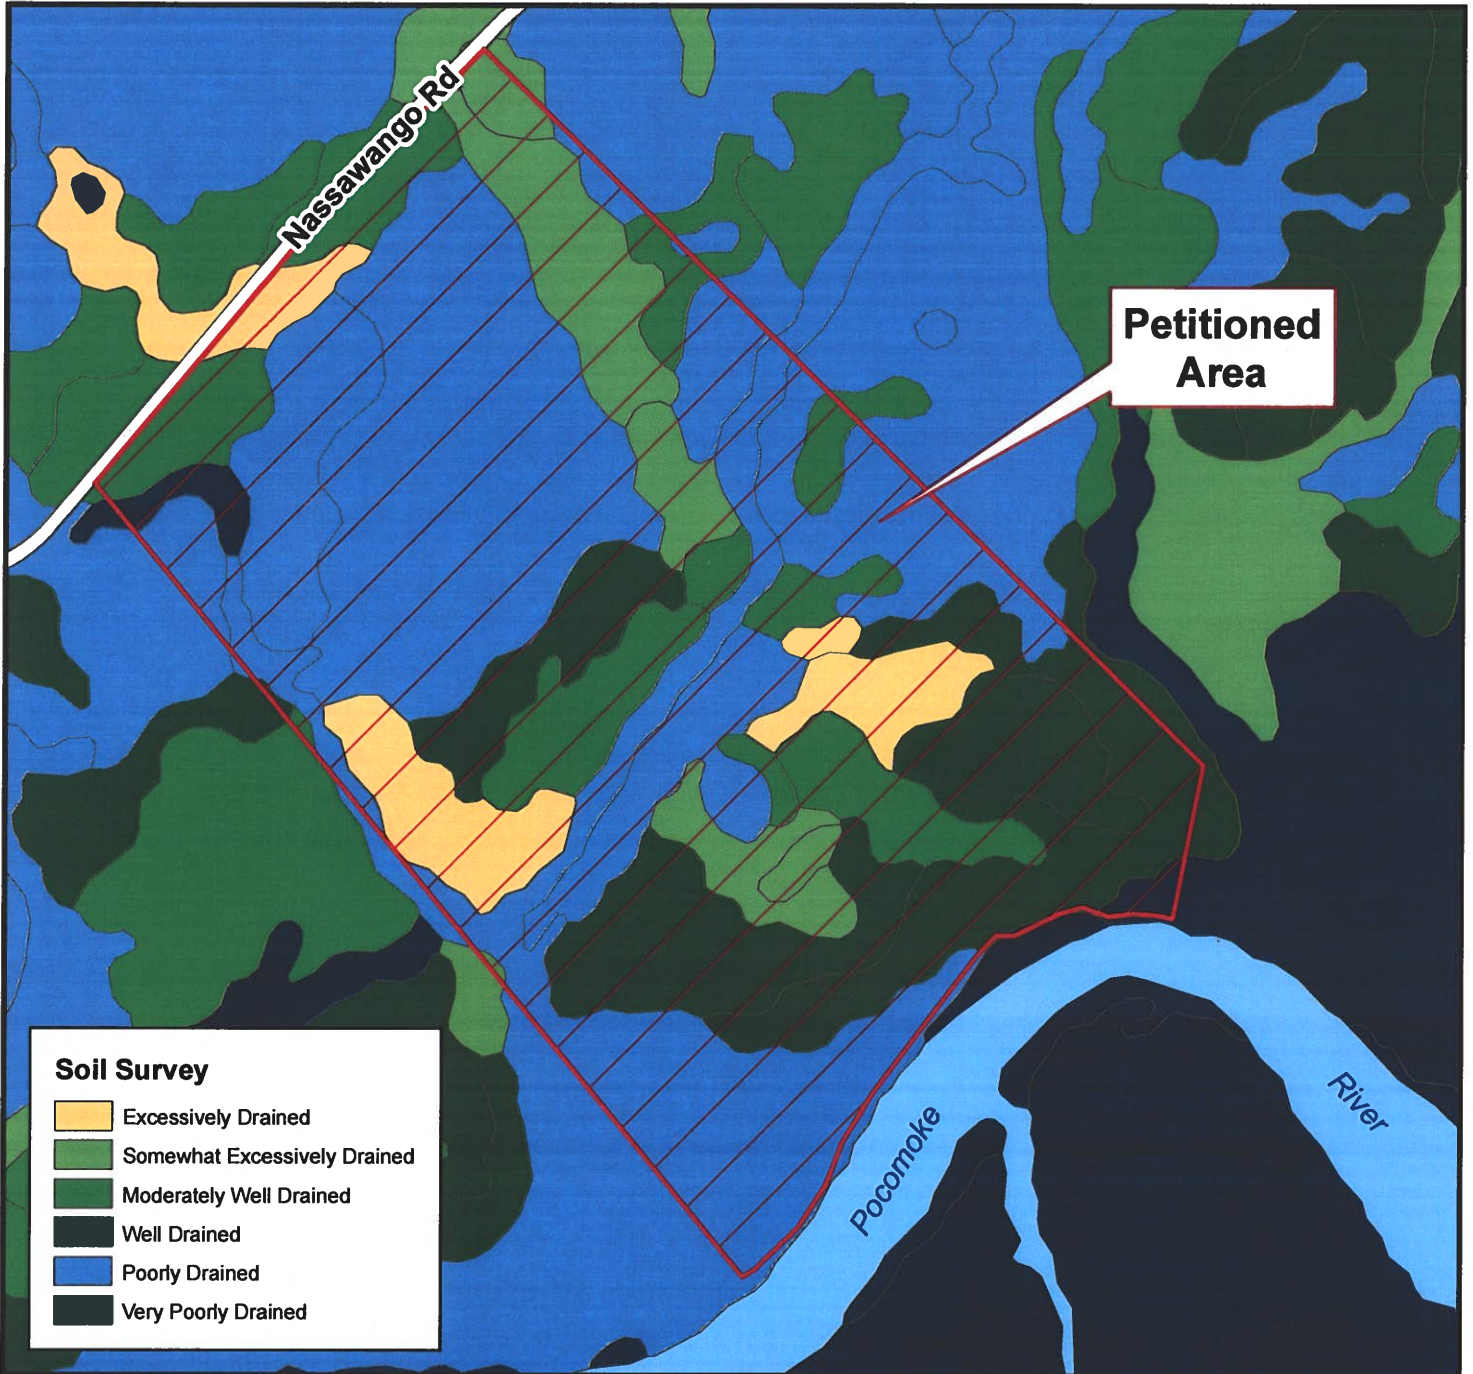 Nassawango Rd
Petitioned
Area
Soil Survey
Excessively Drained
Somewhat Excessively Drained
Moderately Well Drained
Well Drained
Poorly Drained
Very Poorly Drained
Pocomoke
River